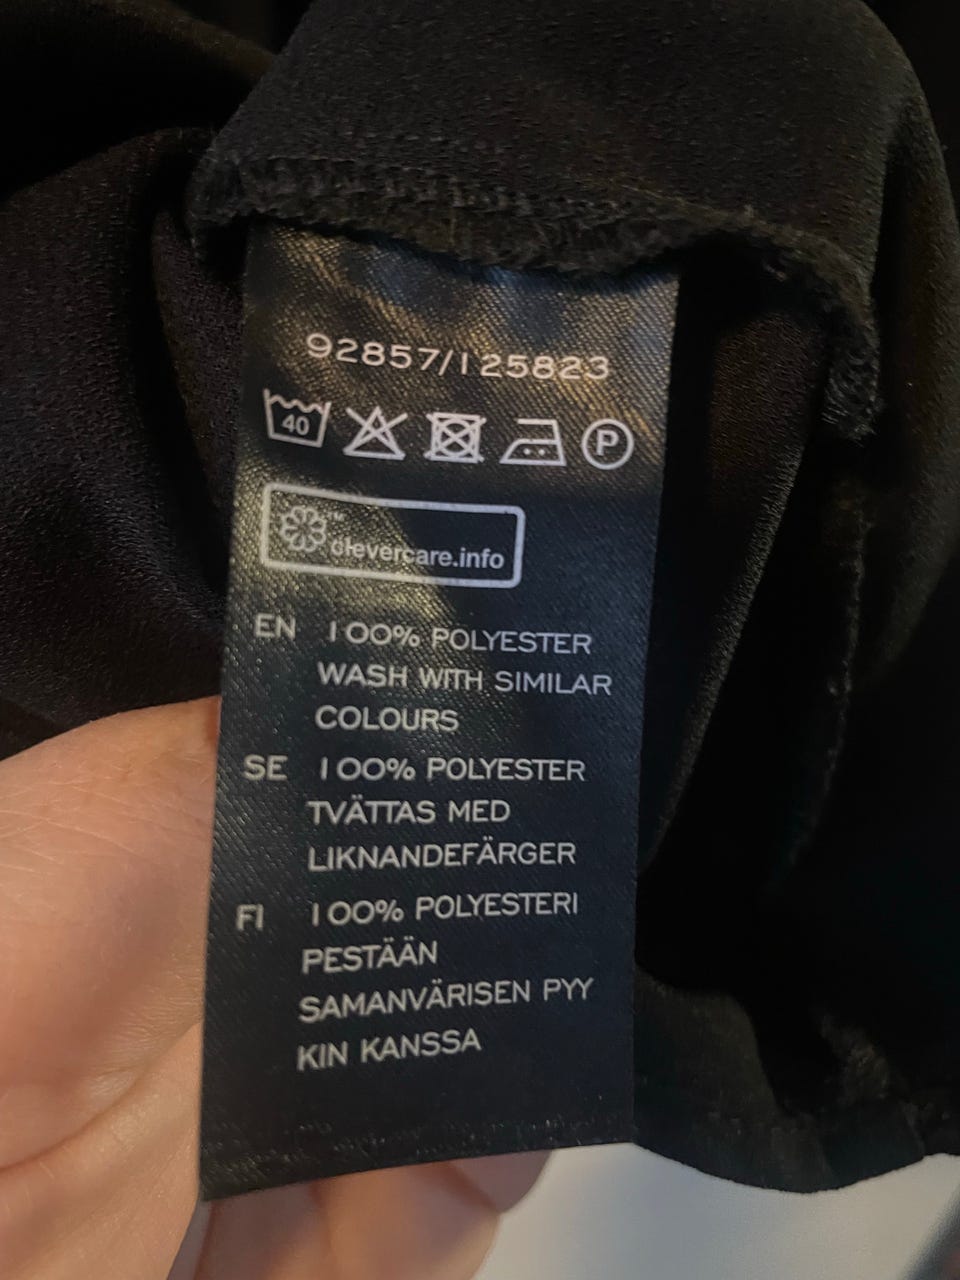 92857/125823
40 P
clevercare.info
EN 100% POLYESTER
WASH WITH SIMILAR
COLOURS
SE 100% POLYESTER
TVÄTTAS MED
LIKNANDEFÄRGER
FI 100% POLYESTERI
PESTÄÄN
SAMANVÄRISEN PYY
KIN KANSSA